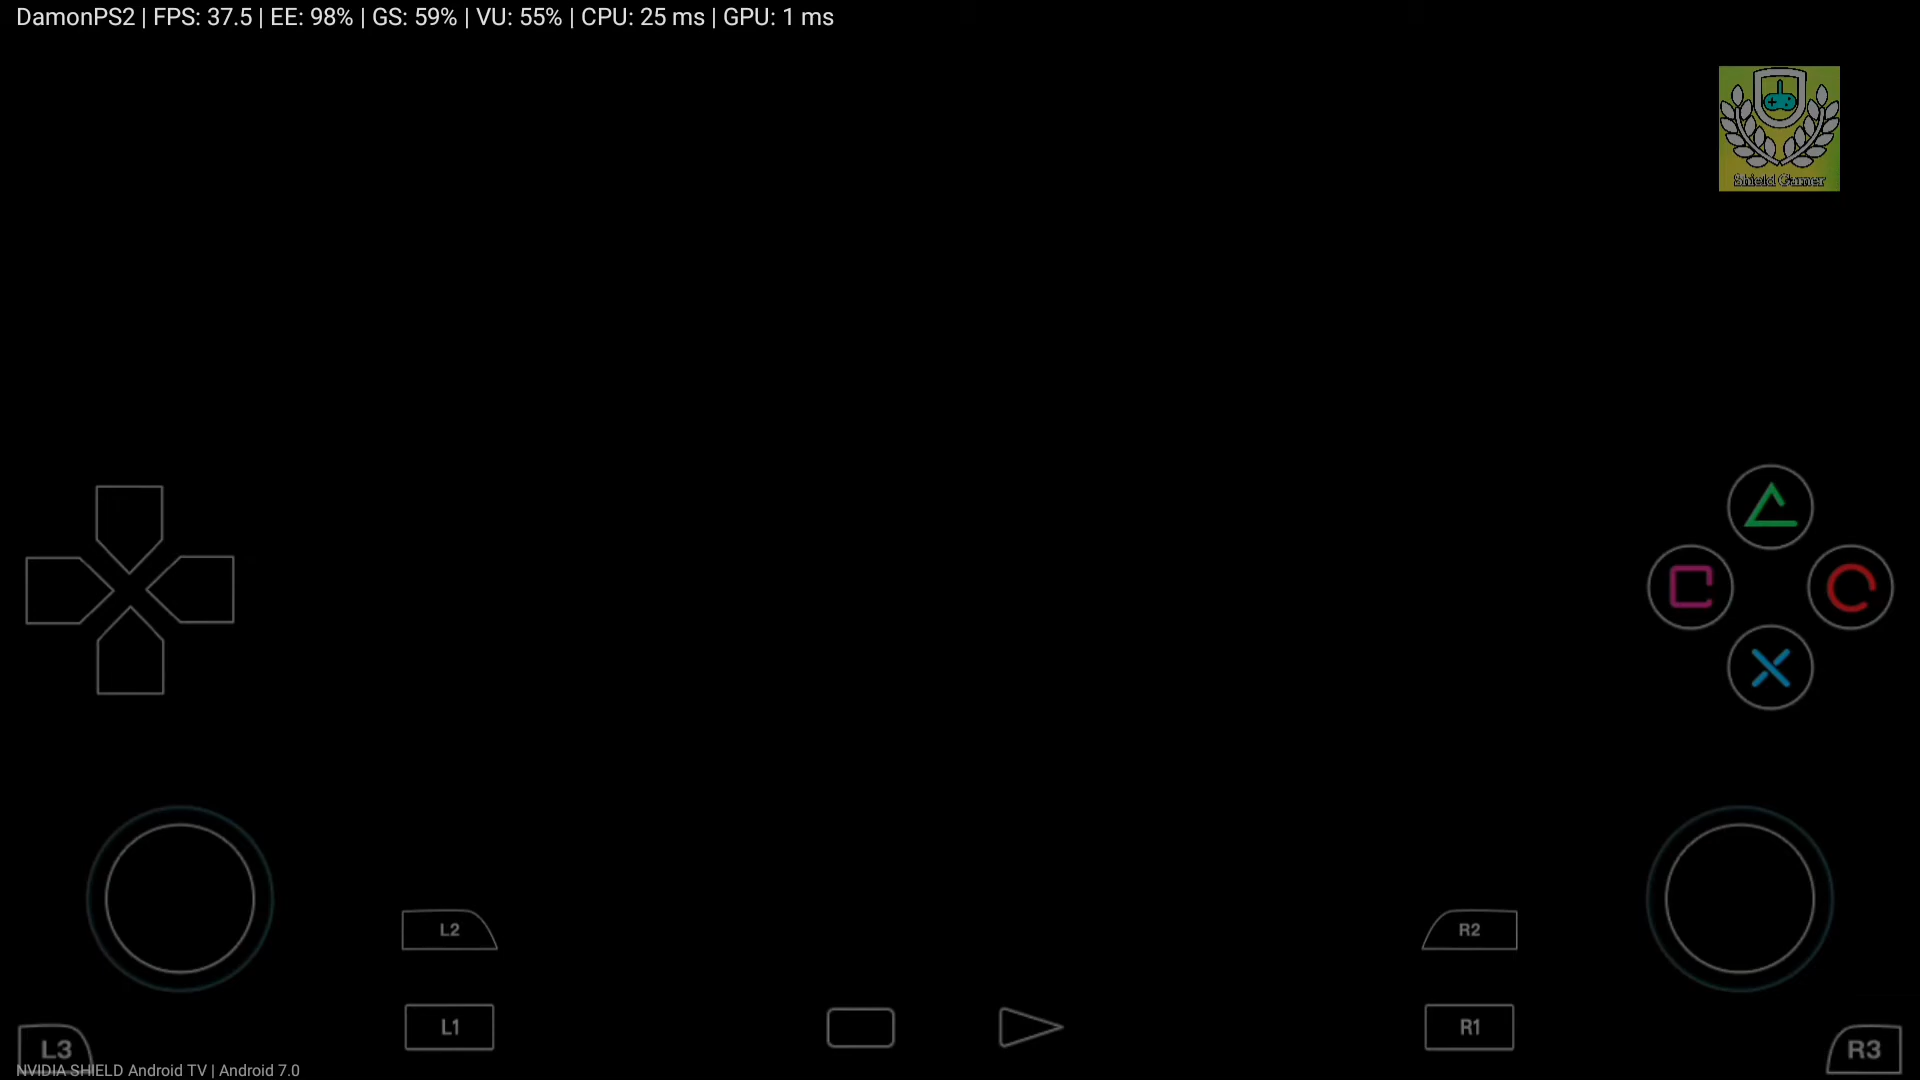 DamonPS2 | FPS: 37.5 | EE: 98% | GS: 59% | VU: 55% | CPU: 25 ms | GPU: 1 ms
Shield Gamer
L2
R2
L1
R1
L3
R3
NVIDIA SHIELD Android TV | Android 7.0